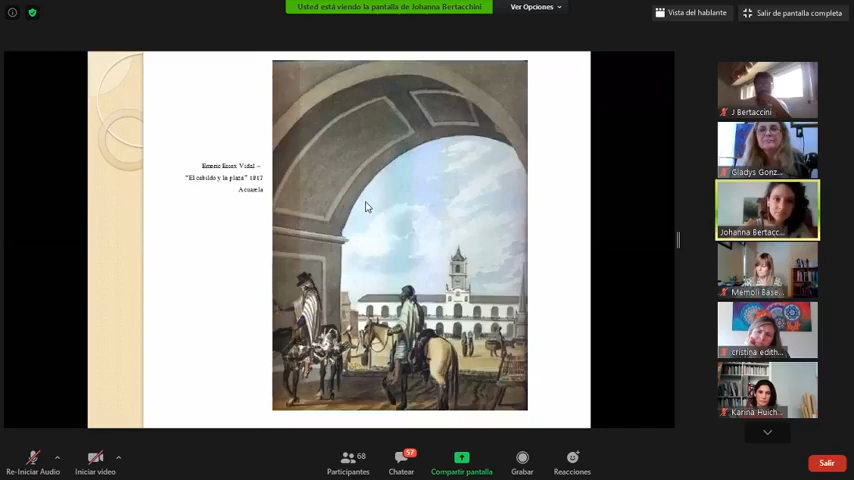 Usted está viendo la pantalla de Johanna Bertacchini
Ver Opciones
Vista del hablante
Salir de pantalla completa
Emeric Essex Vidal –
"El cabildo y la plaza" 1817
Acuarela
J Bertaccini
Gladys Gonz...
Johanna Bertacc...
Memoli Base...
cristina edith...
Karina Huich...
Re-Iniciar Audio
Iniciar video
68
Participantes
57
Chatear
Compartir pantalla
Grabar
Reacciones
Salir